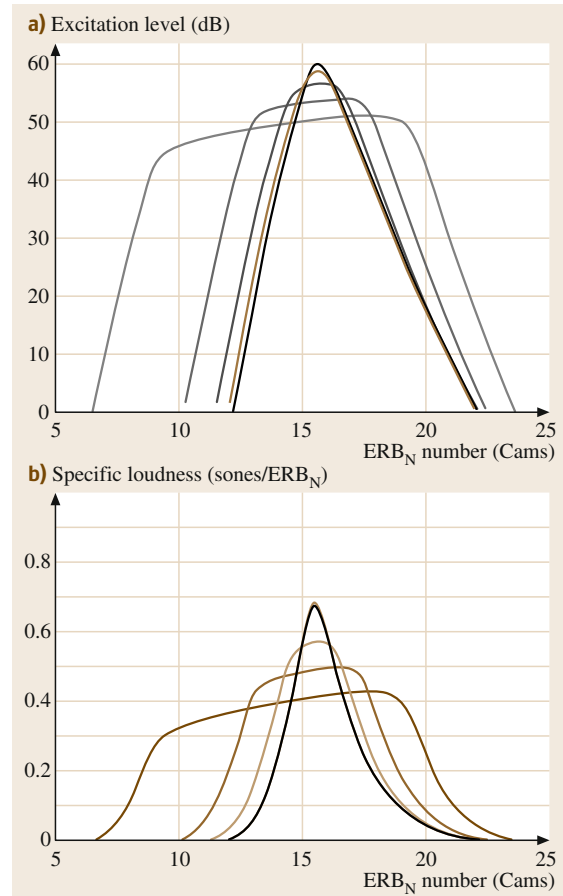 a) Excitation level (dB)
60
50
40
30
20
10
0
5 10 15 20 25
ERB_N number (Cams)
b) Specific loudness (sones/ERB_N)
0.8
0.6
0.4
0.2
0
5 10 15 20 25
ERB_N number (Cams)